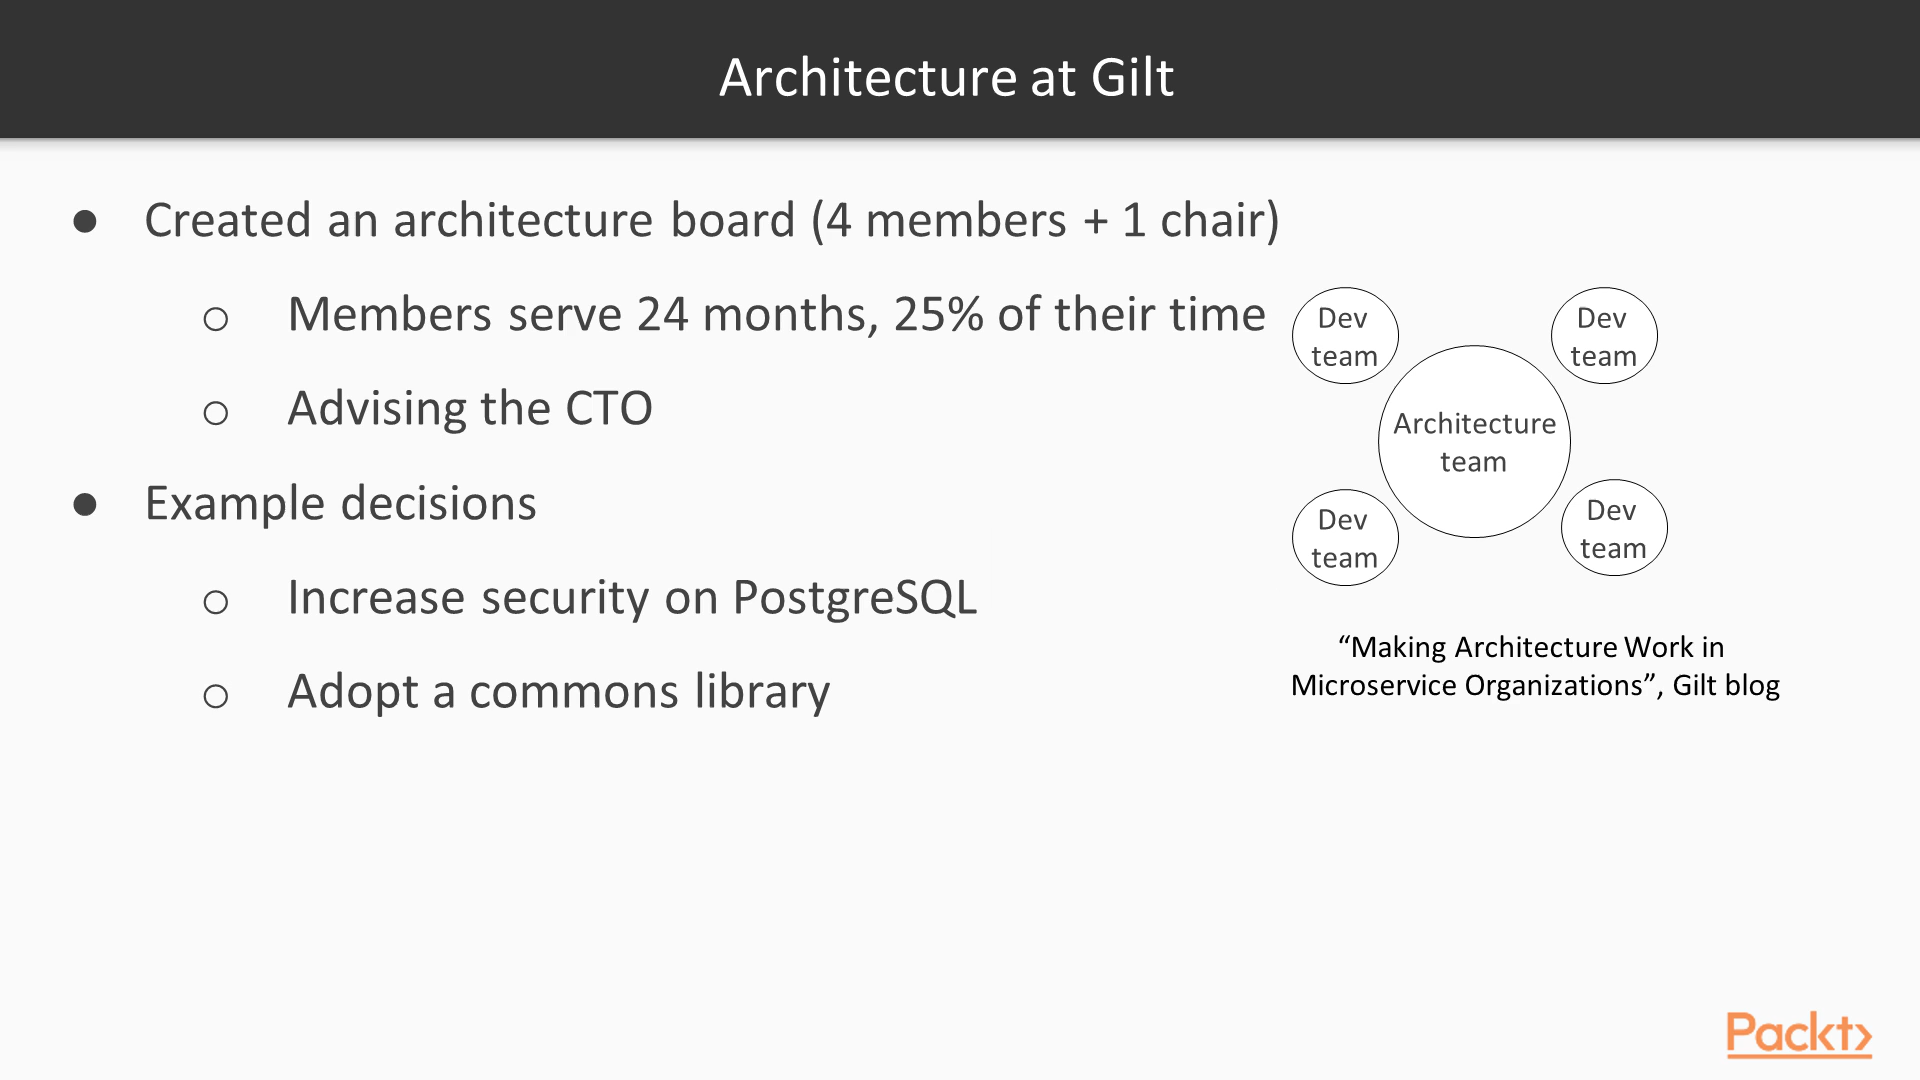 Architecture at Gilt
● Created an architecture board (4 members + 1 chair)
○ Members serve 24 months, 25% of their time
○ Advising the CTO
● Example decisions
○ Increase security on PostgreSQL
○ Adopt a commons library
Dev
team
Dev
team
Architecture
team
Dev
team
Dev
team
“Making Architecture Work in
Microservice Organizations”, Gilt blog
Packt>